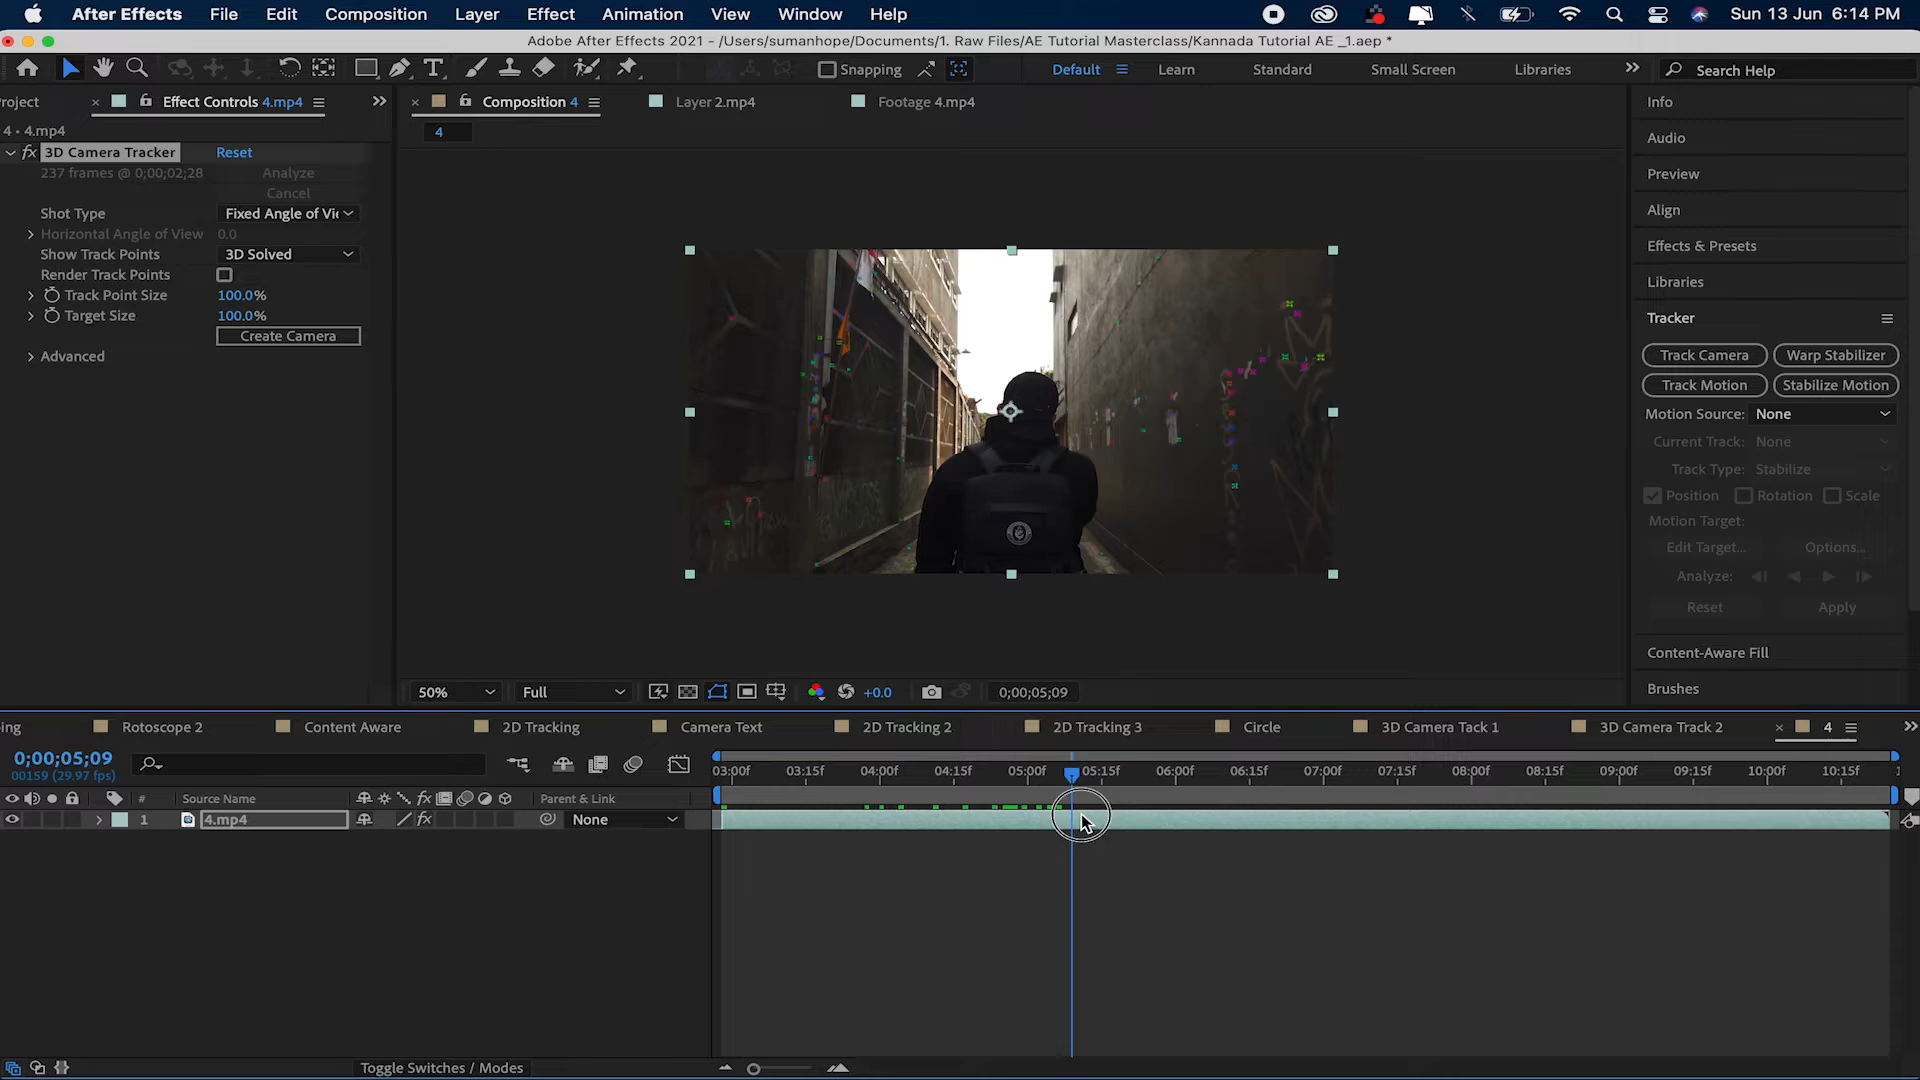 After Effects File Edit Composition Layer Effect Animation View Window Help Sun 13 Jun 6:14 PM
Adobe After Effects 2021 - /Users/sumanhope/Documents/1. Raw Files/AE Tutorial Masterclass/Kannada Tutorial AE _1.aep *
Snapping Default Learn Standard Small Screen Libraries Search Help
roject Effect Controls 4.mp4 Composition 4 Layer 2.mp4 Footage 4.mp4 Info
4 • 4.mp4 4
Audio
fx 3D Camera Tracker Reset
237 frames @ 0;00;02;28 Analyze Preview
Cancel
Shot Type Fixed Angle of Vi Align
Horizontal Angle of View 0.0
Show Track Points 3D Solved Effects & Presets
Render Track Points
Track Point Size 100.0% Libraries
Target Size 100.0% Tracker
Create Camera
Advanced Track Camera Warp Stabilizer
Track Motion Stabilize Motion
Motion Source: None
Current Track: None
Track Type: Stabilize
Position Rotation Scale
Motion Target:
Edit Target... Options...
Analyze:
Reset Apply
Content-Aware Fill
50% Full +0.0 0;00;05;09 Brushes
ing Rotoscope 2 Content Aware 2D Tracking Camera Text 2D Tracking 2 2D Tracking 3 Circle 3D Camera Tack 1 3D Camera Track 2 4
0;00;05;09
00159 (29.97 fps) 03:00f 03:15f 04:00f 04:15f 05:00f 05:15f 06:00f 06:15f 07:00f 07:15f 08:00f 08:15f 09:00f 09:15f 10:00f 10:15f 1
# Source Name fx Parent & Link
1 4.mp4 fx None
Toggle Switches / Modes